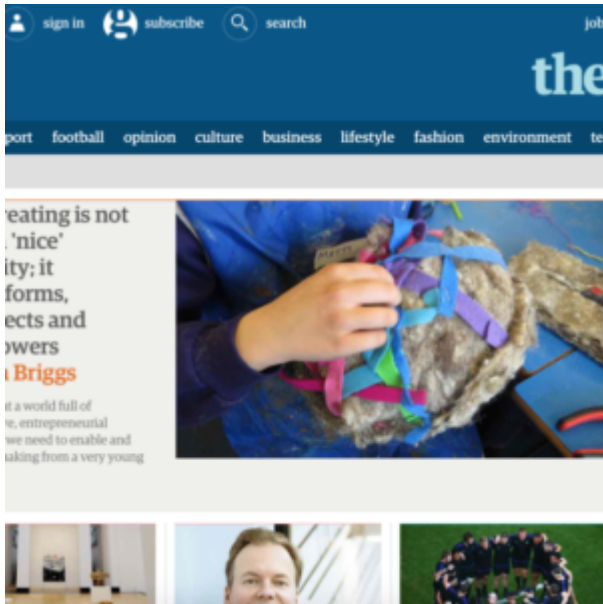 sign in subscribe search job
the
port football opinion culture business lifestyle fashion environment te
reating is not
'nice'
ity; it
forms,
ects and
owers
Briggs
at a world full of
ve, entrepreneurial
we need to enable and
aking from a very young